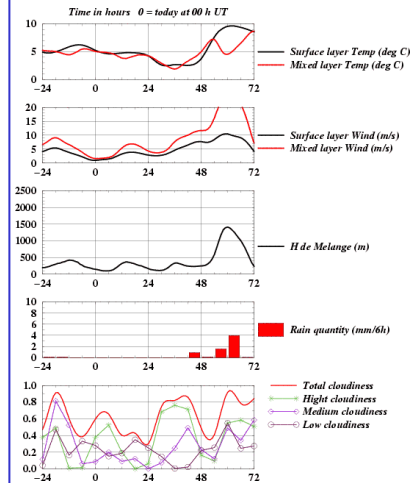 Time in hours 0 = today at 00 h UT
10
5
0
−24 0 24 48 72
Surface layer Temp (deg C)
Mixed layer Temp (deg C)
20
15
10
5
0
−24 0 24 48 72
Surface layer Wind (m/s)
Mixed layer Wind (m/s)
2500
2000
1500
1000
500
0
−24 0 24 48 72
H de Melange (m)
10
8
6
4
2
0
−24 0 24 48 72
Rain quantity (mm/6h)
1.0
0.8
0.6
0.4
0.2
0.0
−24 0 24 48 72
Total cloudiness
Hight cloudiness
Medium cloudiness
Low cloudiness